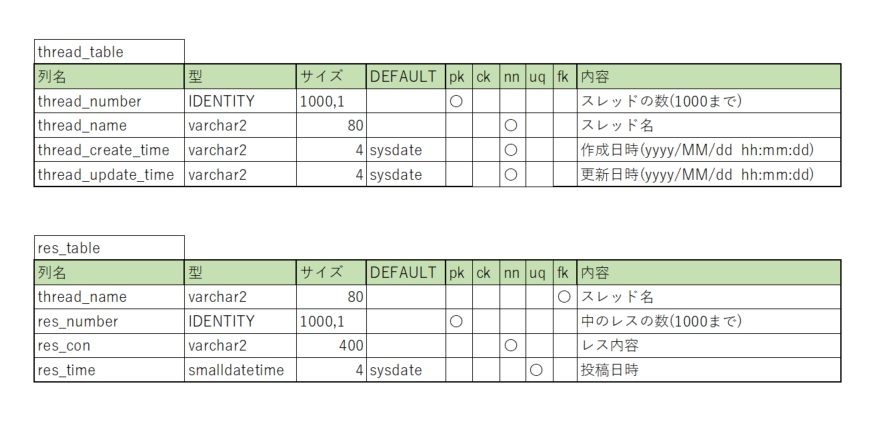 thread_table
列名 型 サイズ DEFAULT pk ck nn uq fk 内容
thread_number IDENTITY 1000,1 ○ スレッドの数(1000まで)
thread_name varchar2 80 ○ スレッド名
thread_create_time varchar2 4 sysdate ○ 作成日時(yyyy/MM/dd hh:mm:dd)
thread_update_time varchar2 4 sysdate ○ 更新日時(yyyy/MM/dd hh:mm:dd)
res_table
列名 型 サイズ DEFAULT pk ck nn uq fk 内容
thread_name varchar2 80 ○ スレッド名
res_number IDENTITY 1000,1 ○ 中のレスの数(1000まで)
res_con varchar2 400 ○ レス内容
res_time smalldatetime 4 sysdate ○ 投稿日時